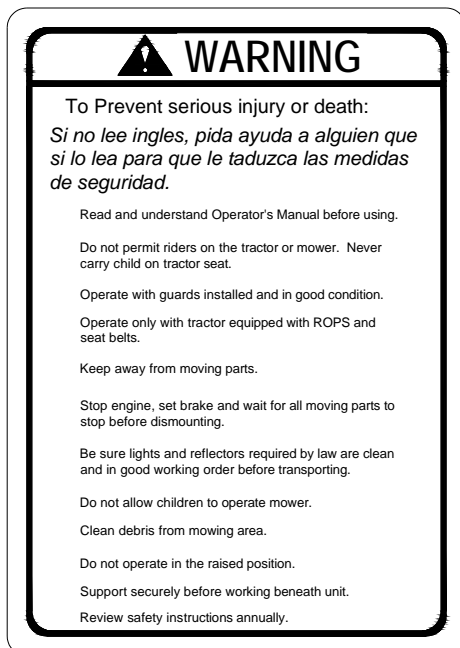 WARNING
To Prevent serious injury or death:
Si no lee ingles, pida ayuda a alguien que
si lo lea para que le taduzca las medidas
de seguridad.
Read and understand Operator's Manual before using.
Do not permit riders on the tractor or mower.  Never
carry child on tractor seat.
Operate with guards installed and in good condition.
Operate only with tractor equipped with ROPS and
seat belts.
Keep away from moving parts.
Stop engine, set brake and wait for all moving parts to
stop before dismounting.
Be sure lights and reflectors required by law are clean
and in good working order before transporting.
Do not allow children to operate mower.
Clean debris from mowing area.
Do not operate in the raised position.
Support securely before working beneath unit.
Review safety instructions annually.